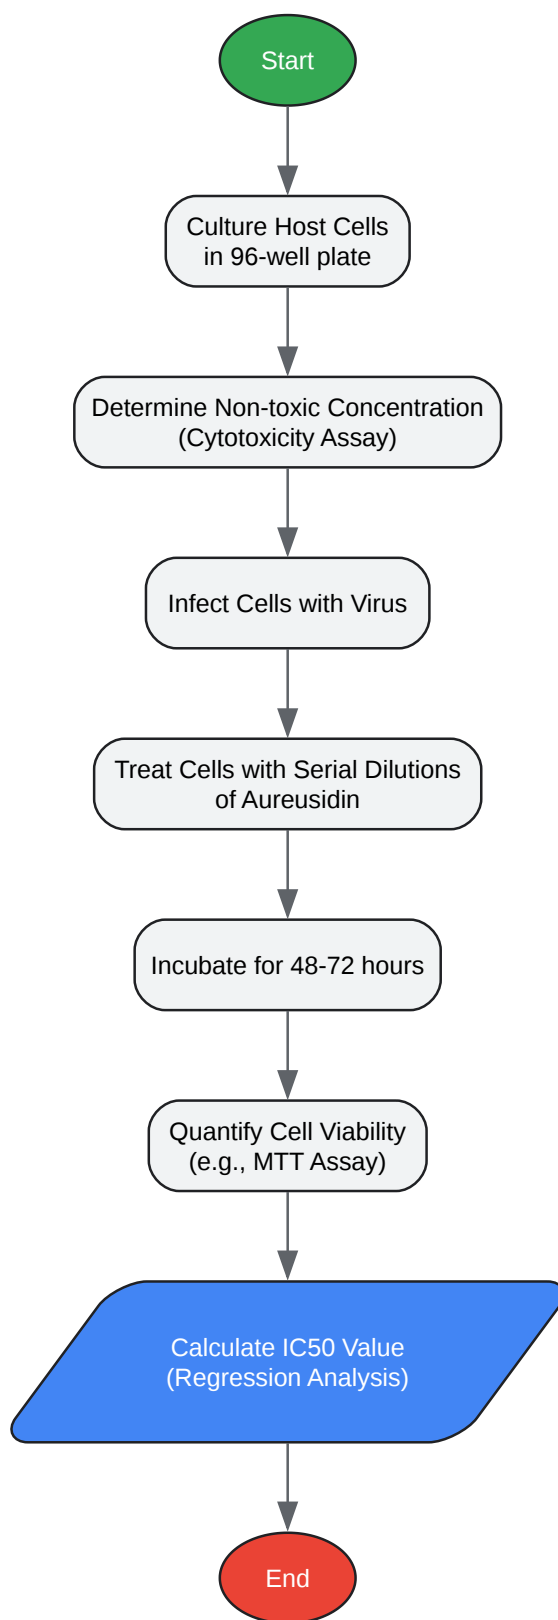 Start
Culture Host Cells
in 96-well plate
Determine Non-toxic Concentration
(Cytotoxicity Assay)
Infect Cells with Virus
Treat Cells with Serial Dilutions
of Aureusidin
Incubate for 48-72 hours
Quantify Cell Viability
(e.g., MTT Assay)
Calculate IC50 Value
(Regression Analysis)
End